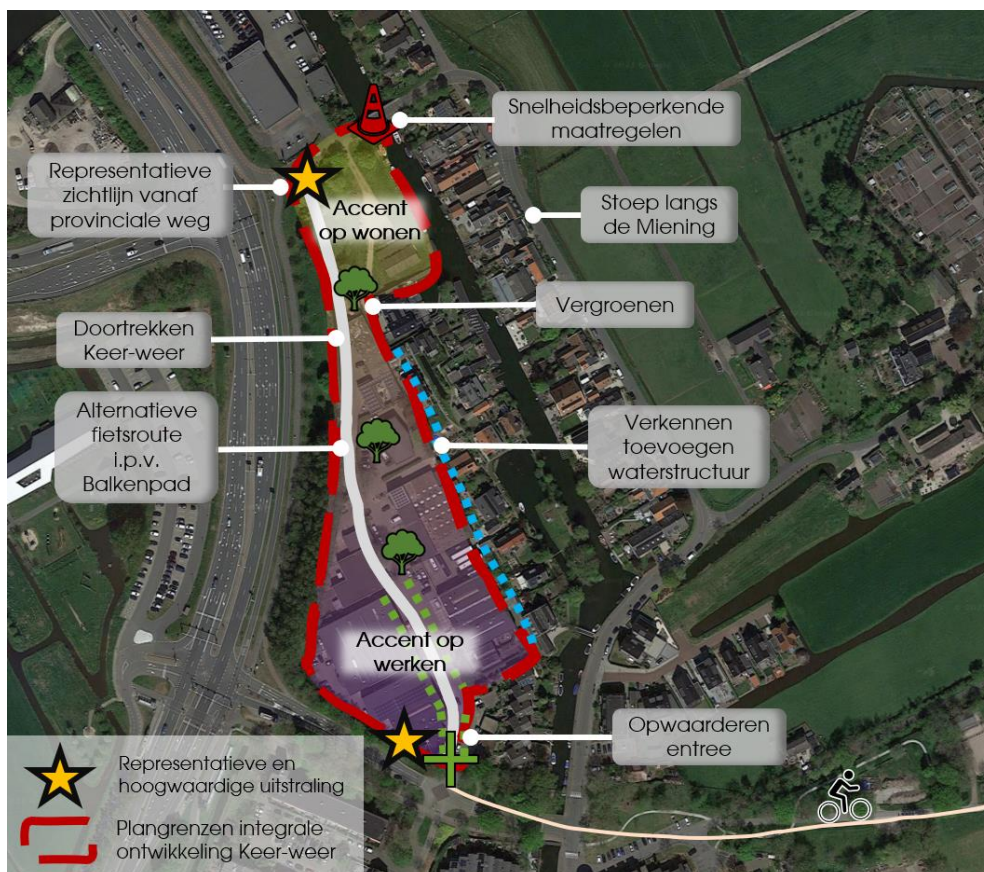 Snelheidsbeperkende
maatregelen
Representatieve
zichtlijn vanaf
provinciale weg
Accent
op wonen
Stoep langs
de Miening
Vergroenen
Doortrekken
Keer-weer
Alternatieve
fietsroute
i.p.v.
Balkenpad
Verkennen
toevoegen
waterstructuur
Accent op
werken
Opwaarderen
entree
Representatieve en
hoogwaardige uitstraling
Plangrenzen integrale
ontwikkeling Keer-weer